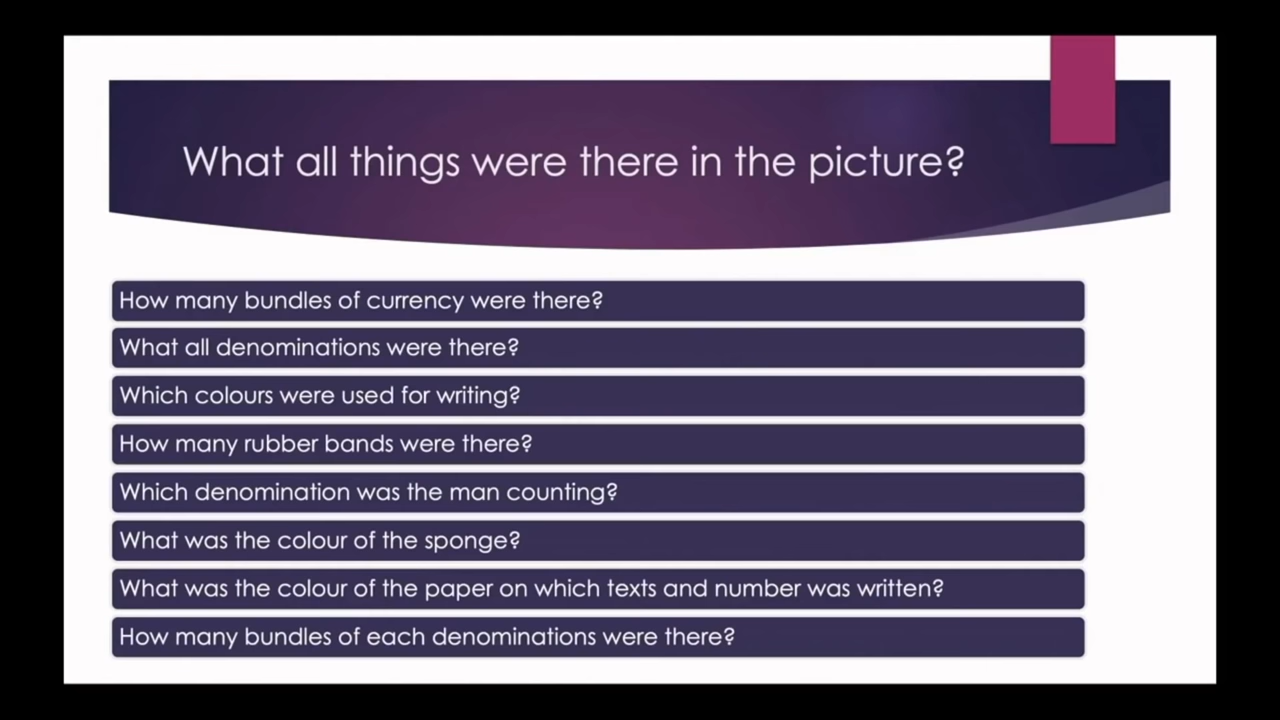 What all things were there in the picture?
How many bundles of currency were there?
What all denominations were there?
Which colours were used for writing?
How many rubber bands were there?
Which denomination was the man counting?
What was the colour of the sponge?
What was the colour of the paper on which texts and number was written?
How many bundles of each denominations were there?